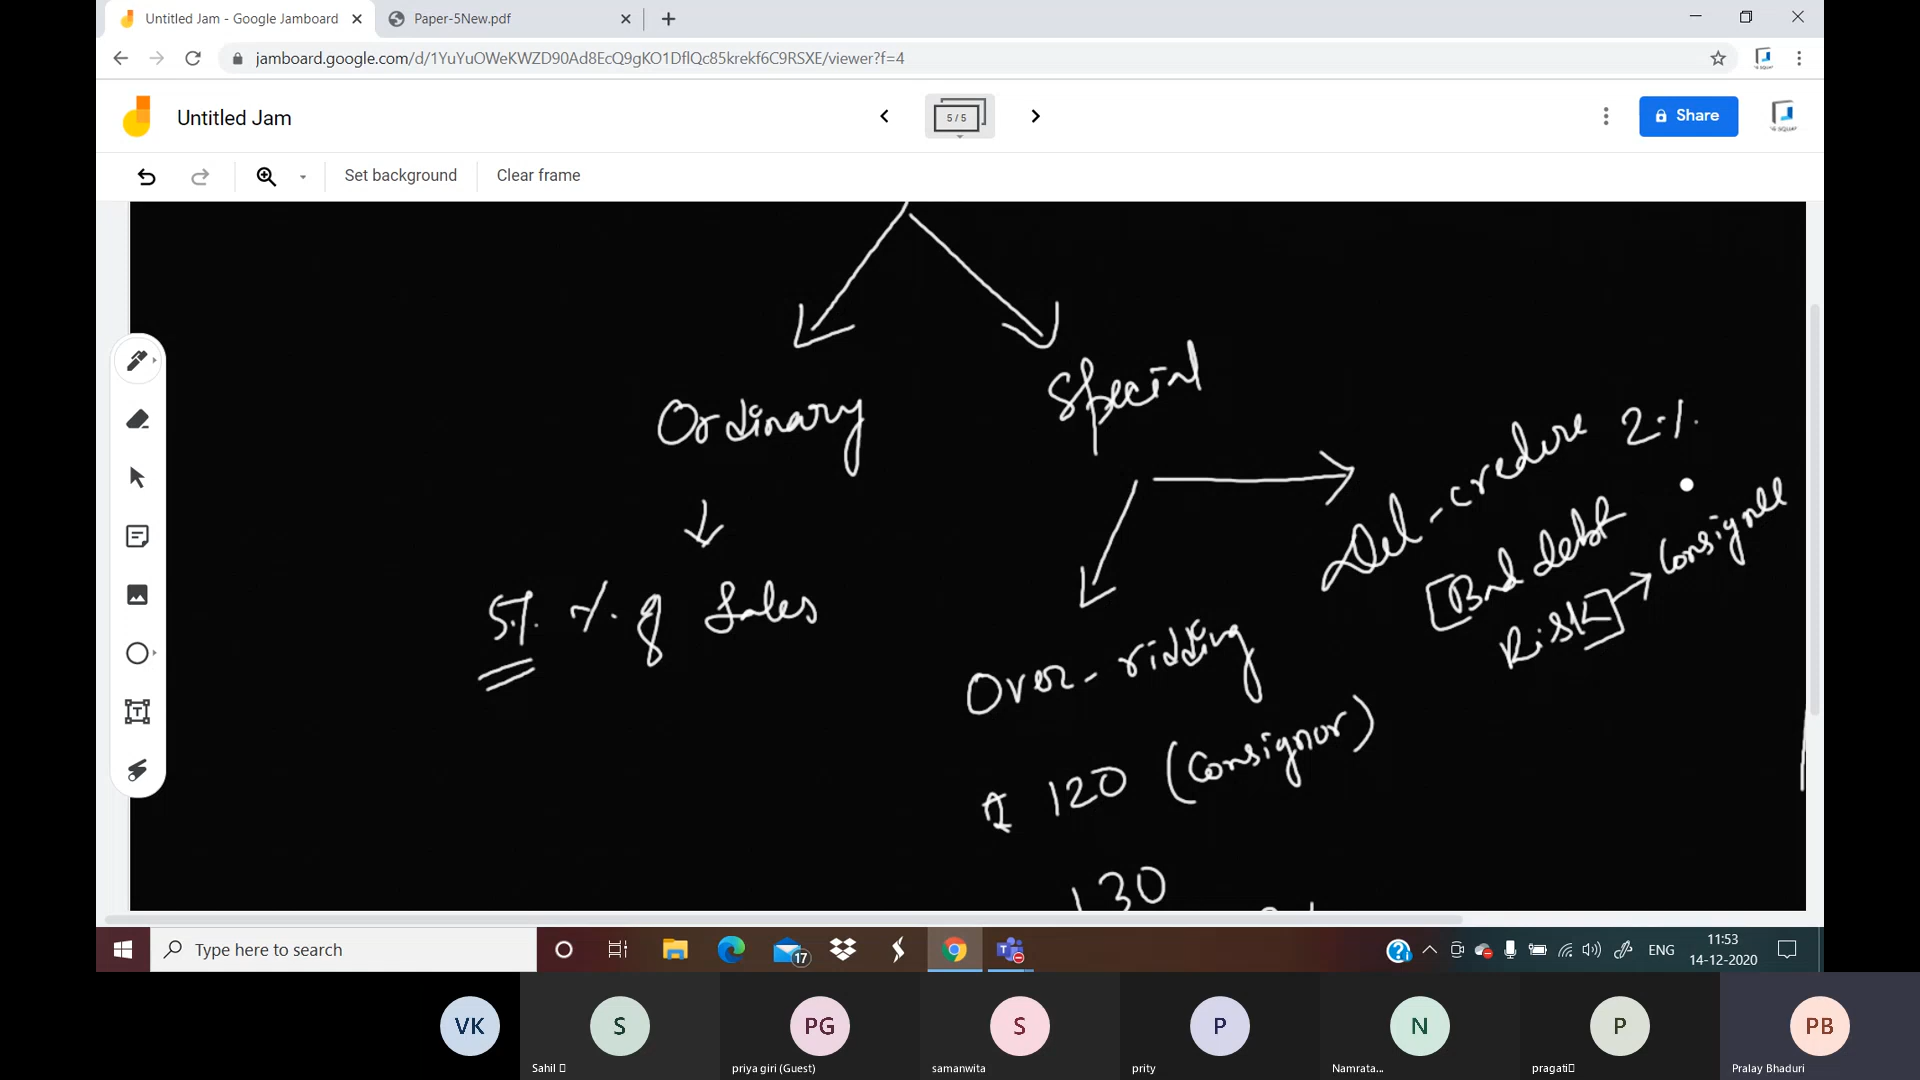 Untitled Jam - Google Jamboard
Paper-5New.pdf
jamboard.google.com/d/1YuYuOWeKWZD90Ad8EcQ9gKO1DflQc85krekf6C9RSXE/viewer?f=4
Untitled Jam
5 / 5
Share
Set background
Clear frame
Ordinary
Special
5% % of Sales
Del-credere 2%
[Bad debt
Risk] → Consignee
Over-ridding
₹ 120 (Consignor)
130
Type here to search
17
ENG
11:53
14-12-2020
VK
S
PG
S
P
N
P
PB
Sahil
priya giri (Guest)
samanwita
prity
Namrata...
pragati
Pralay Bhaduri